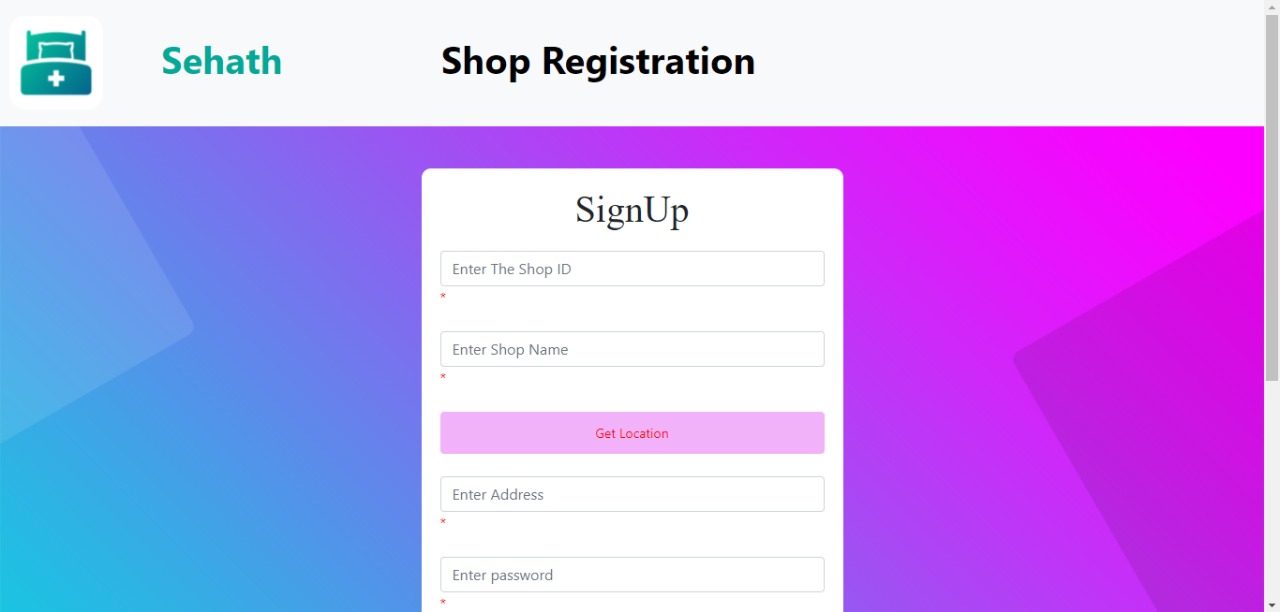 Sehath
Shop Registration
SignUp
Enter The Shop ID
*
Enter Shop Name
*
Get Location
Enter Address
*
Enter password
*